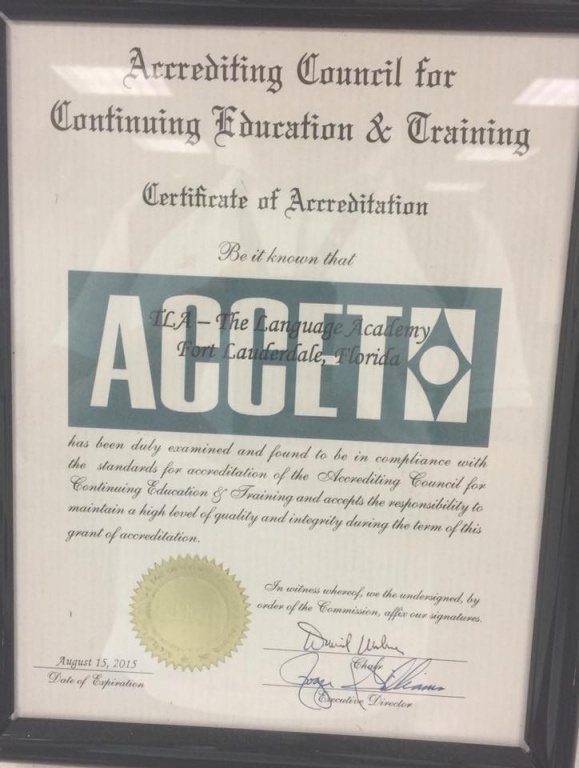 Accrediting Council for
Continuing Education & Training
Certificate of Accreditation
Be it known that
ACCET
TLA – The Language Academy
Fort Lauderdale, Florida
has been duly examined and found to be in compliance with
the standards for accreditation of the Accrediting Council for
Continuing Education & Training and accepts the responsibility to
maintain a high level of quality and integrity during the term of this
grant of accreditation.
In witness whereof, we the undersigned, by
order of the Commission, affix our signatures.
Chair
Executive Director
August 15, 2015
Date of Expiration